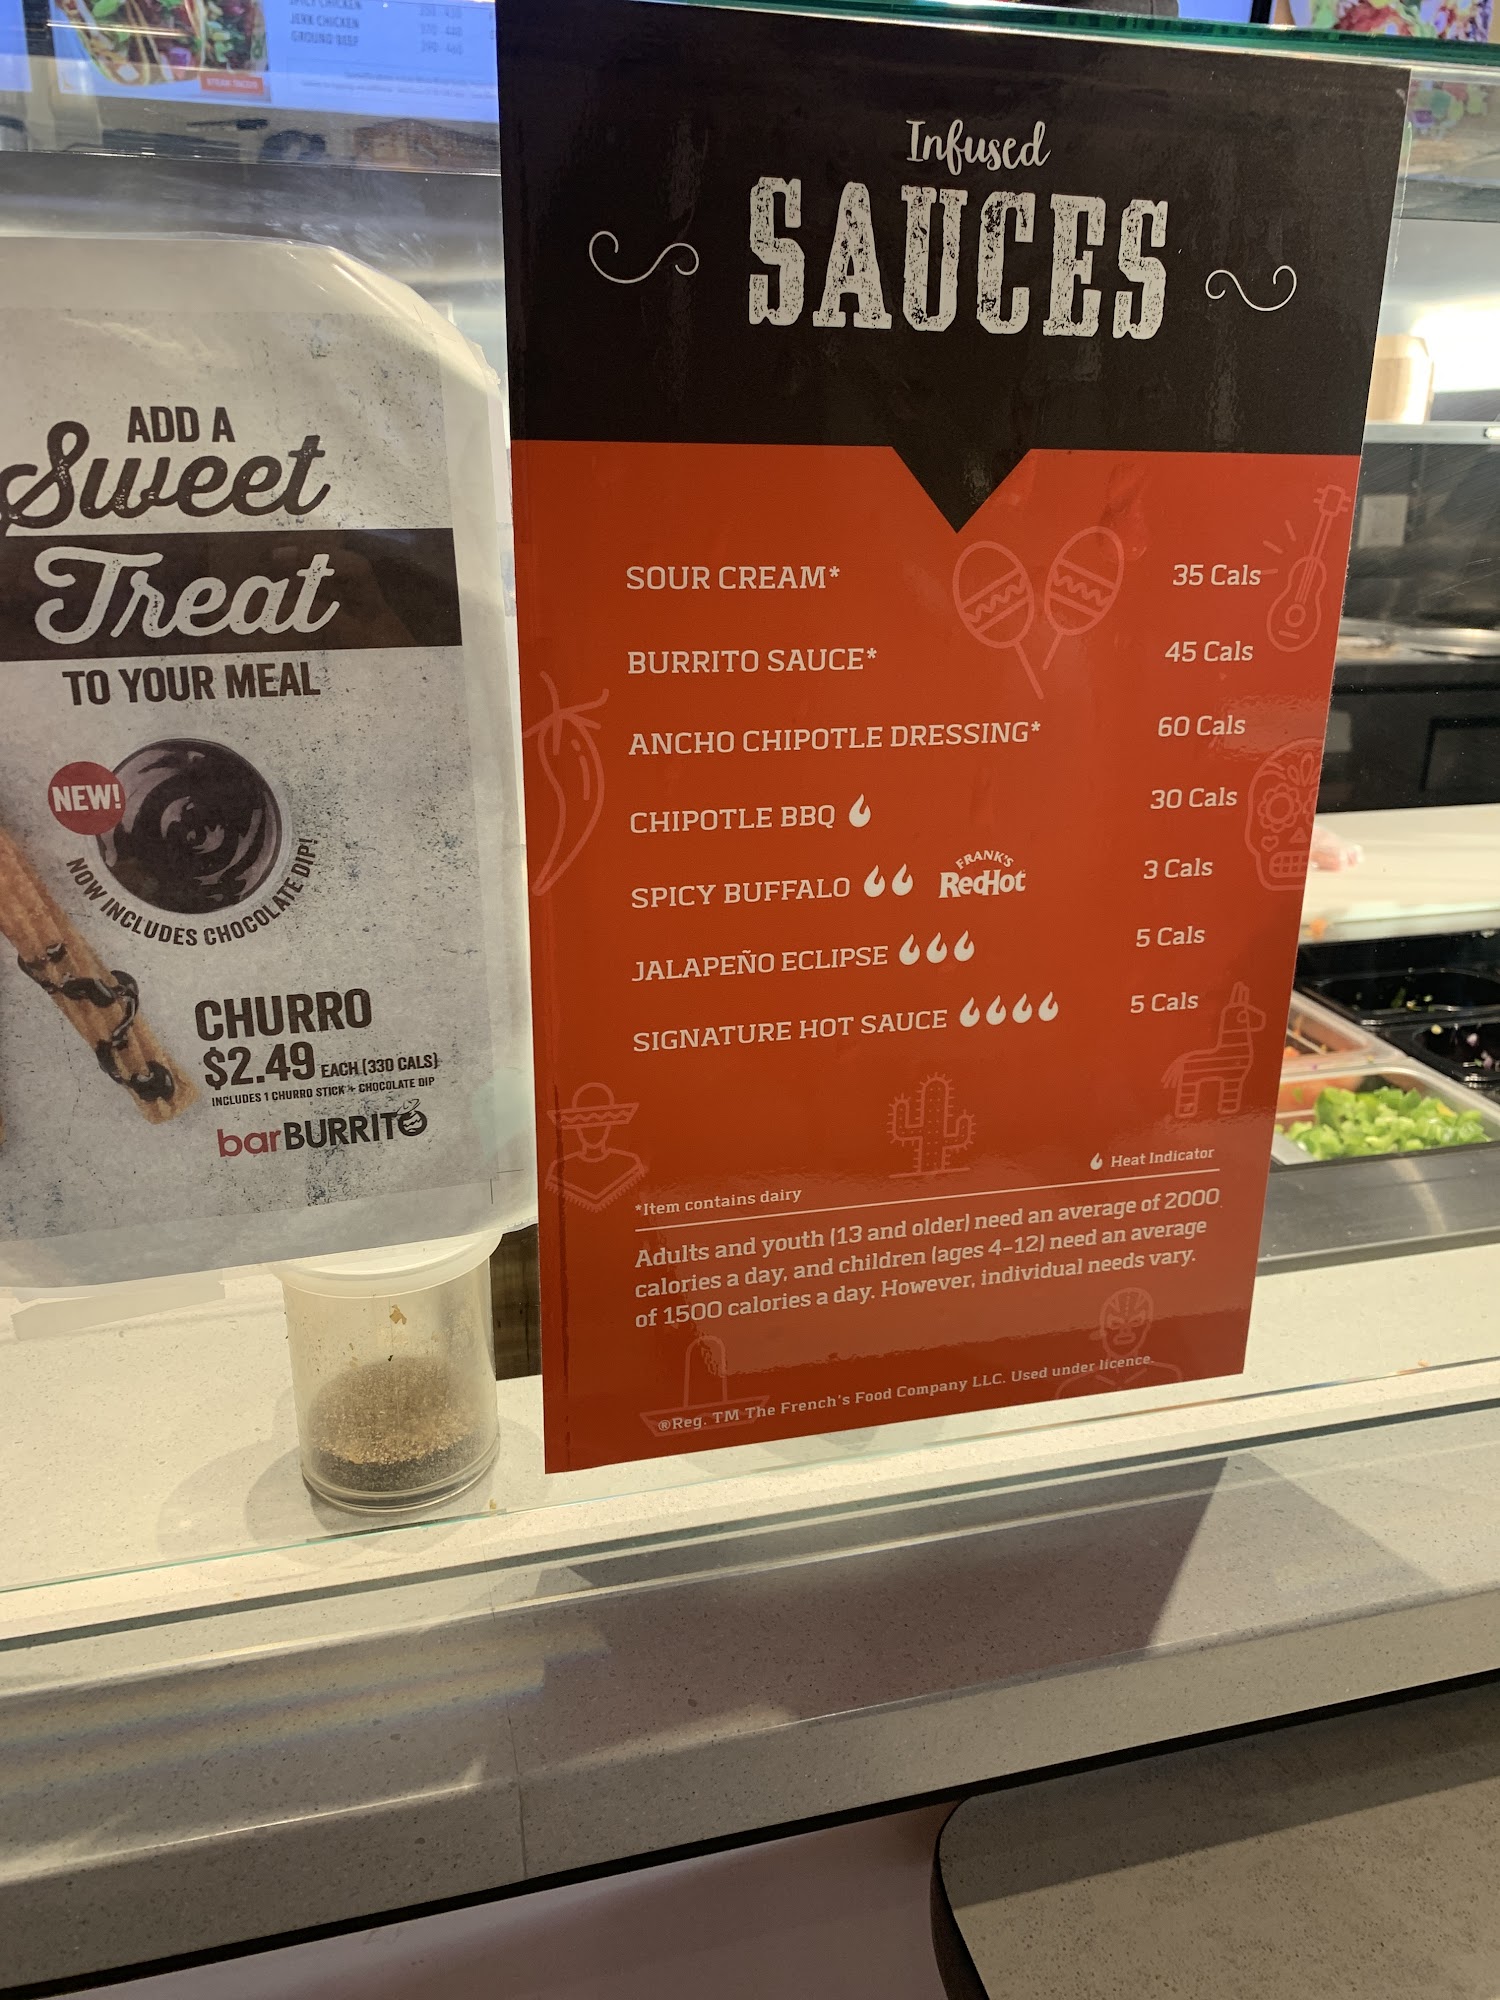 JERK CHICKEN
GROUND BEEF
ADD A
Sweet
Treat
TO YOUR MEAL
NEW!
NOW INCLUDES CHOCOLATE DIP!
CHURRO
$2.49 EACH (330 CALS)
INCLUDES 1 CHURRO STICK + CHOCOLATE DIP
barBURRITO
Infused
SAUCES
SOUR CREAM* 35 Cals
BURRITO SAUCE* 45 Cals
ANCHO CHIPOTLE DRESSING* 60 Cals
CHIPOTLE BBQ 30 Cals
SPICY BUFFALO FRANK'S RedHot 3 Cals
JALAPEÑO ECLIPSE 5 Cals
SIGNATURE HOT SAUCE 5 Cals
Heat Indicator
*Item contains dairy
Adults and youth (13 and older) need an average of 2000
calories a day, and children (ages 4-12) need an average
of 1500 calories a day. However, individual needs vary.
®Reg. TM The French's Food Company LLC. Used under licence.